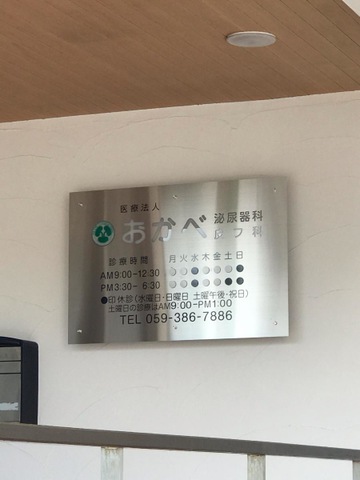 医療法人
おかべ 泌尿器科
皮フ科
診療時間 月火水木金土日
AM9:00-12:30
PM3:30- 6:30
●印休診(水曜日・日曜日 土曜午後・祝日)
土曜日の診療はAM9:00-PM1:00
TEL 059-386-7886